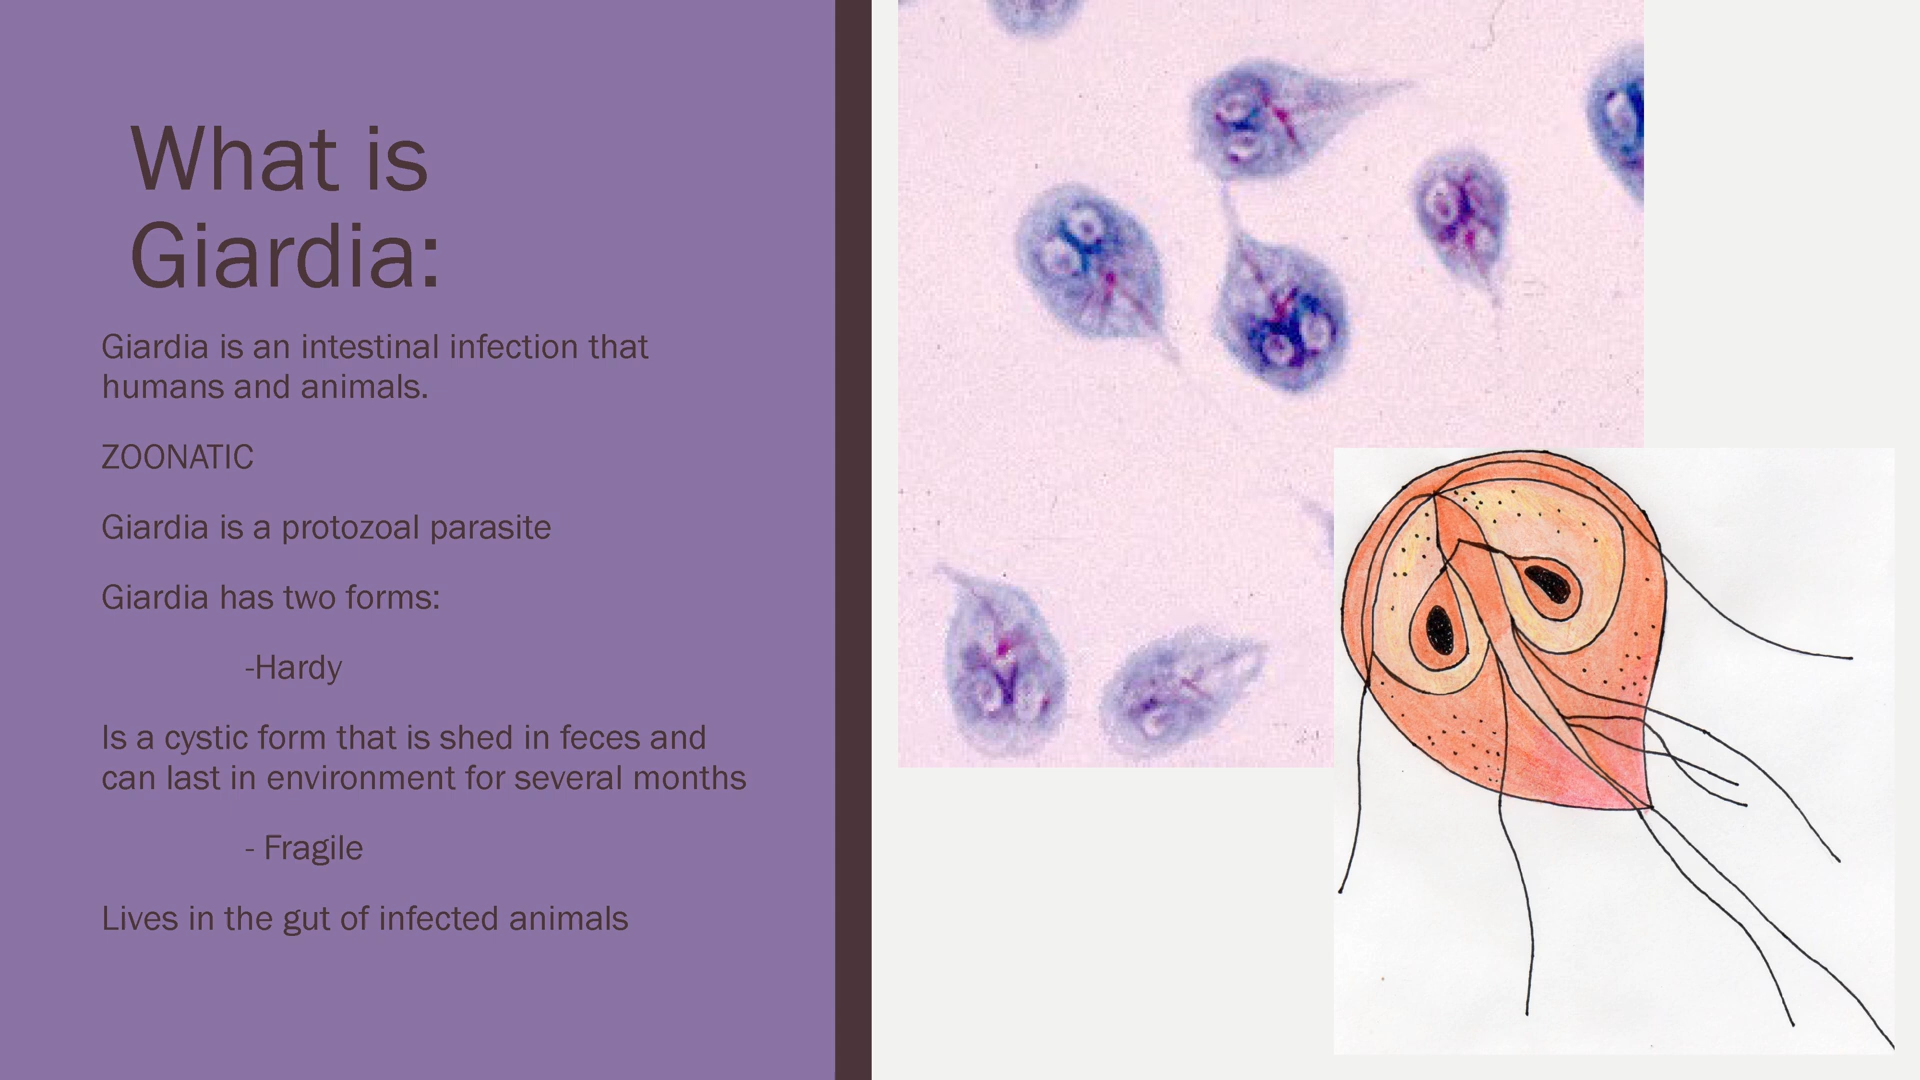 What is
Giardia:
Giardia is an intestinal infection that
humans and animals.
ZOONATIC
Giardia is a protozoal parasite
Giardia has two forms:
-Hardy
Is a cystic form that is shed in feces and
can last in environment for several months
- Fragile
Lives in the gut of infected animals